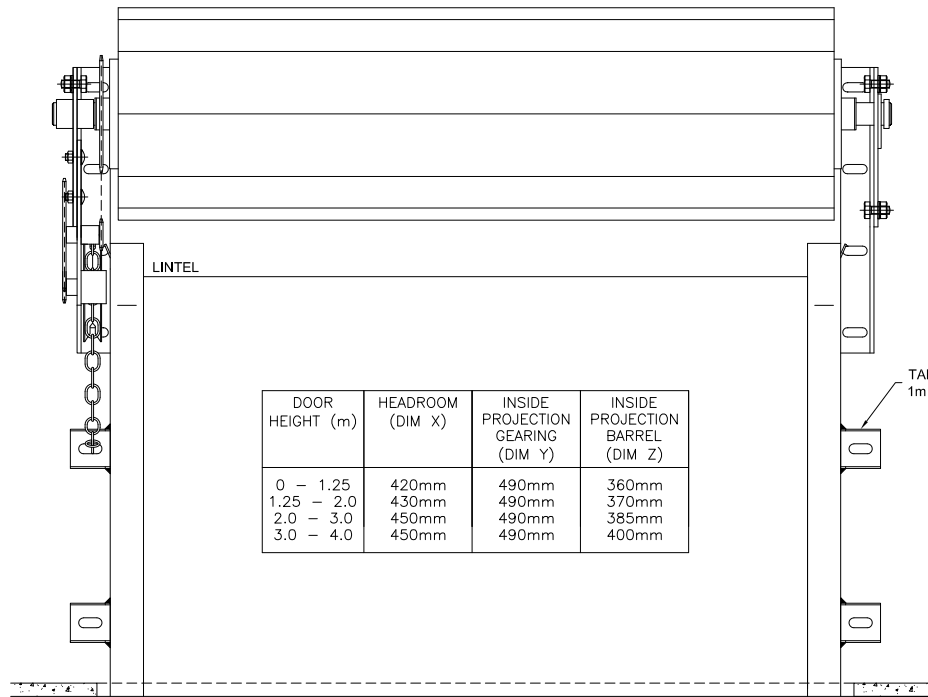 LINTEL
TA
1m
DOOR HEADROOM INSIDE INSIDE
HEIGHT (m) (DIM X) PROJECTION PROJECTION
GEARING BARREL
(DIM Y) (DIM Z)
0 – 1.25 420mm 490mm 360mm
1.25 – 2.0 430mm 490mm 370mm
2.0 – 3.0 450mm 490mm 385mm
3.0 – 4.0 450mm 490mm 400mm